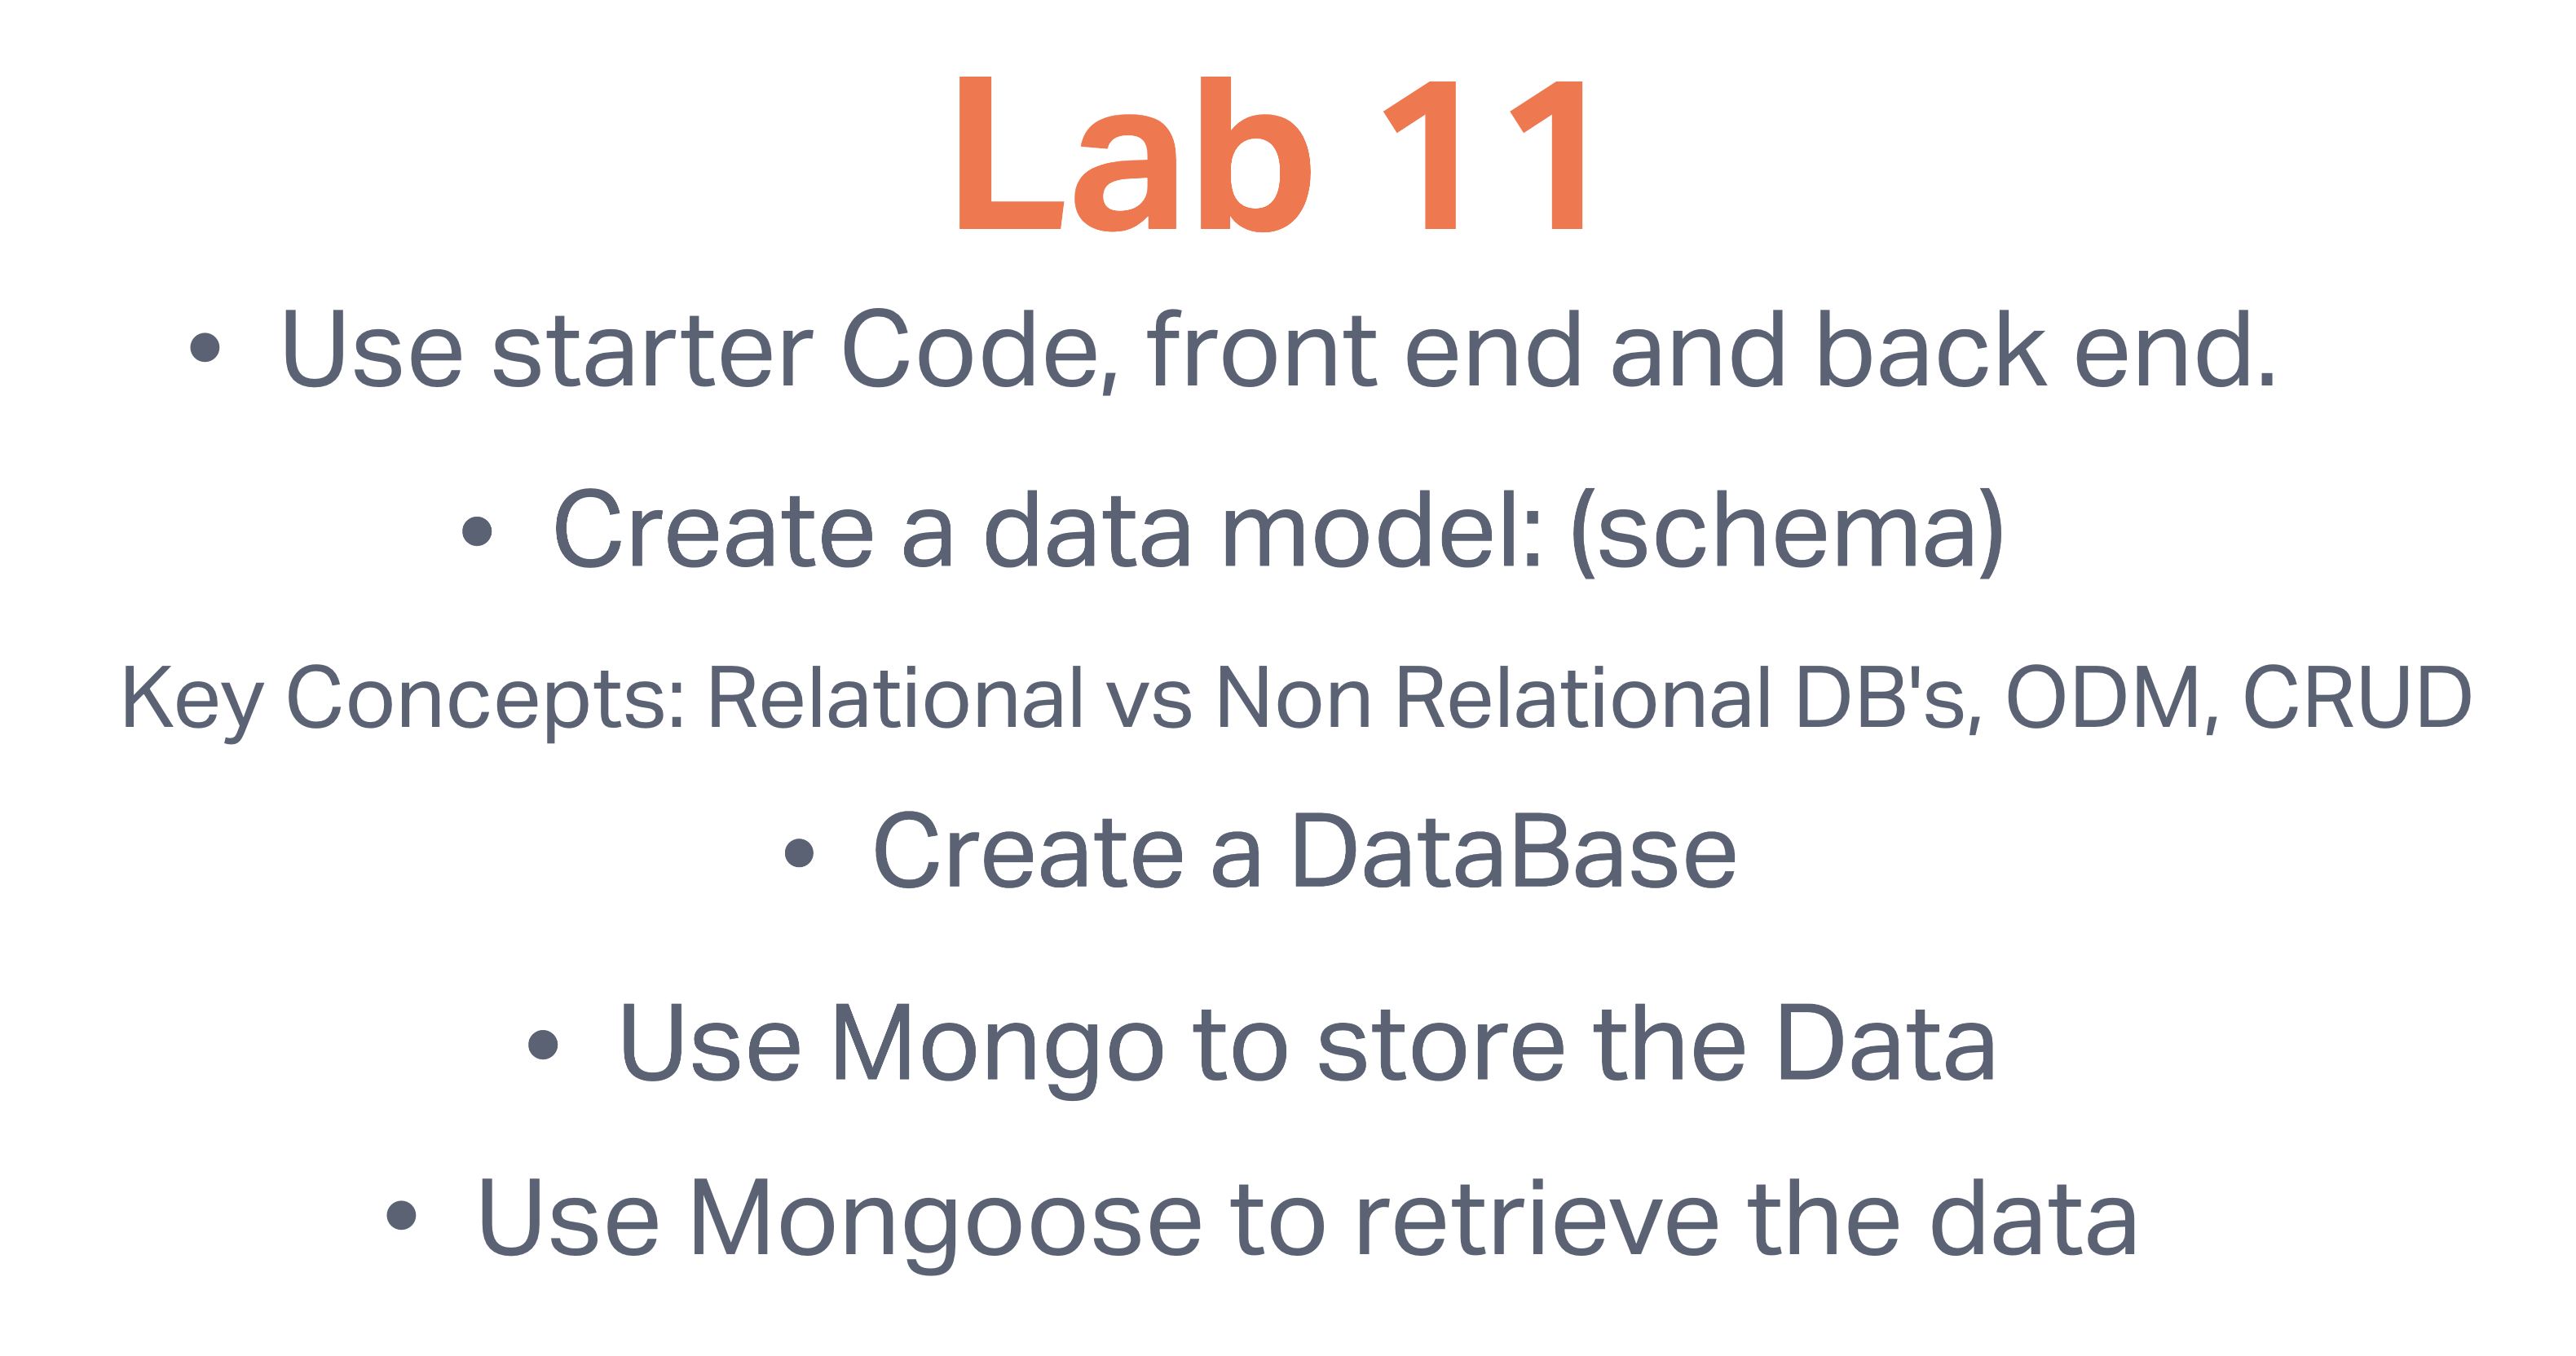 Lab 11
• Use starter Code, front end and back end.
• Create a data model: (schema)
Key Concepts: Relational vs Non Relational DB's, ODM, CRUD
• Create a DataBase
• Use Mongo to store the Data
• Use Mongoose to retrieve the data